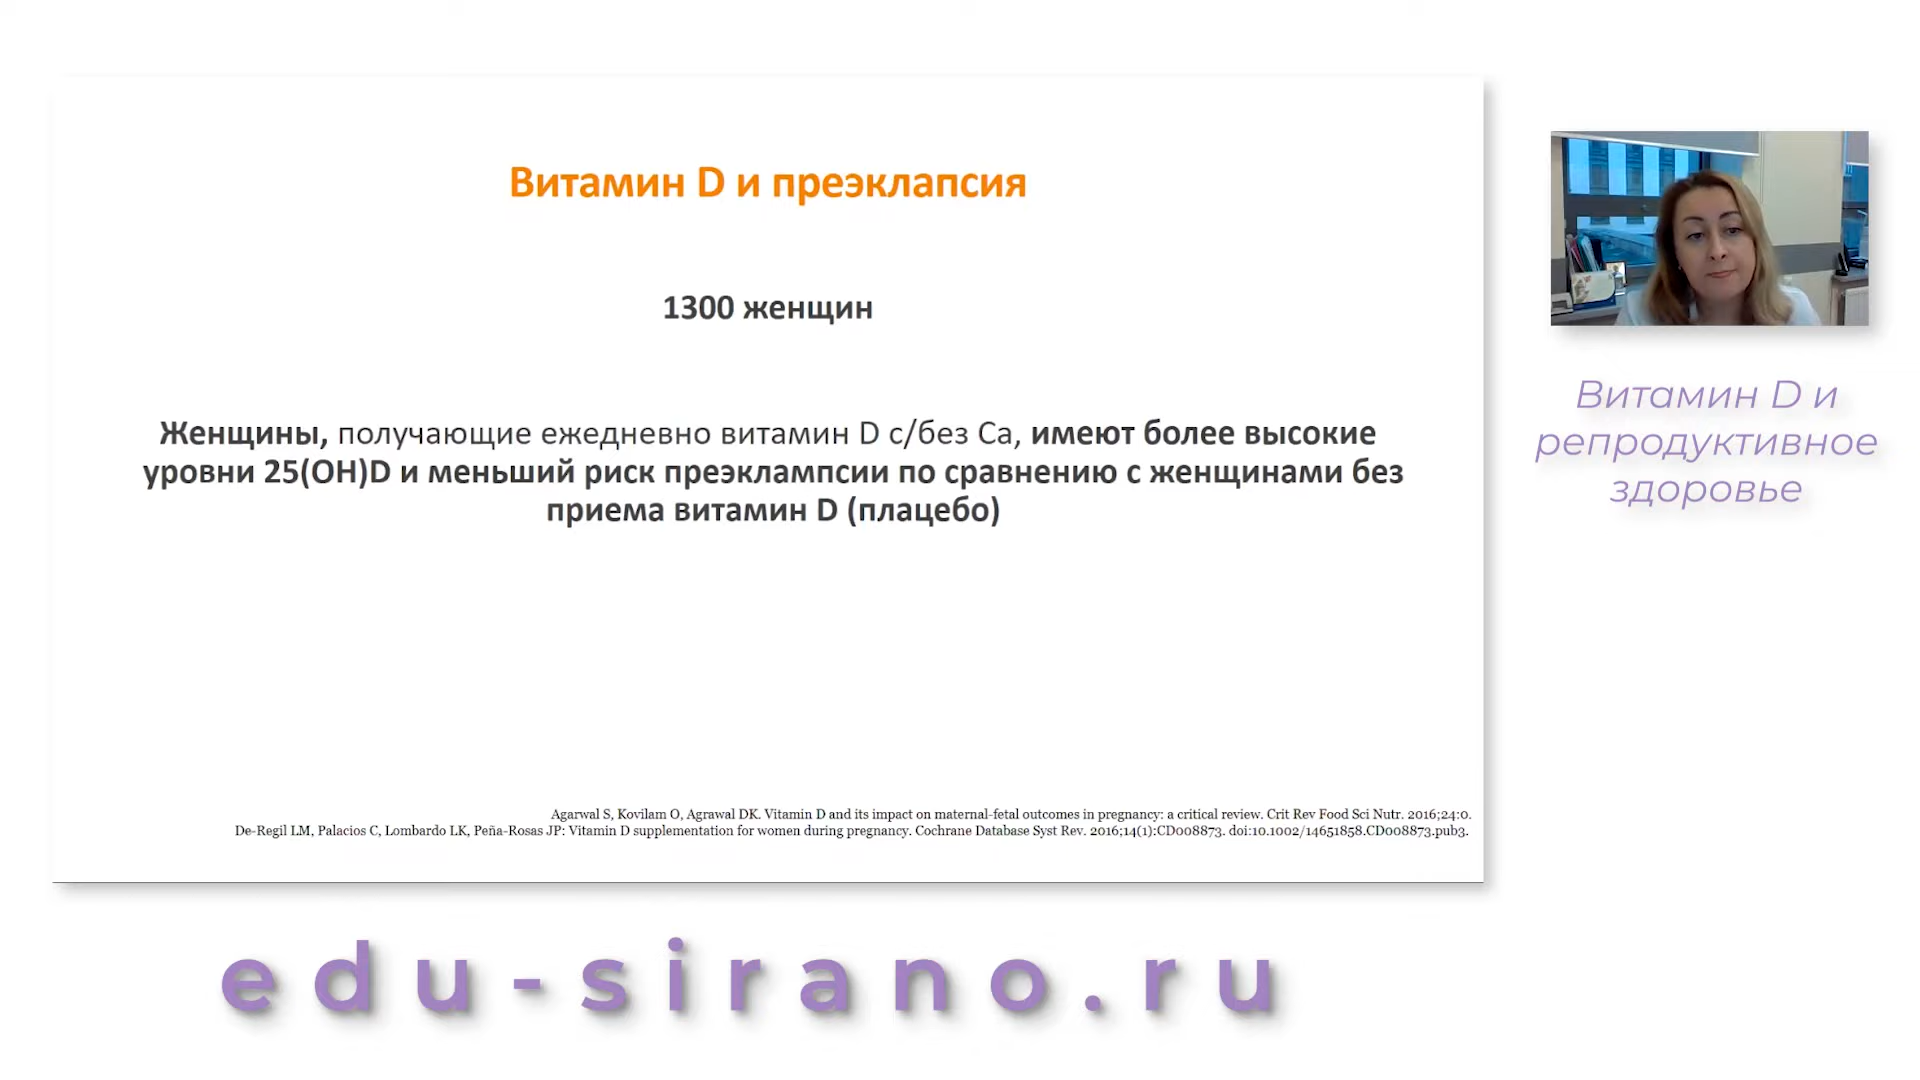 Витамин D и преэклапсия
1300 женщин
Женщины, получающие ежедневно витамин D с/без Ca, имеют более высокие
уровни 25(OH)D и меньший риск преэклампсии по сравнению с женщинами без
приема витамин D (плацебо)
Agarwal S, Kovilam O, Agrawal DK. Vitamin D and its impact on maternal-fetal outcomes in pregnancy: a critical review. Crit Rev Food Sci Nutr. 2016;24:0.
De-Regil LM, Palacios C, Lombardo LK, Peña-Rosas JP: Vitamin D supplementation for women during pregnancy. Cochrane Database Syst Rev. 2016;14(1):CD008873. doi:10.1002/14651858.CD008873.pub3.
Витамин D и
репродуктивное
здоровье
edu-sirano.ru